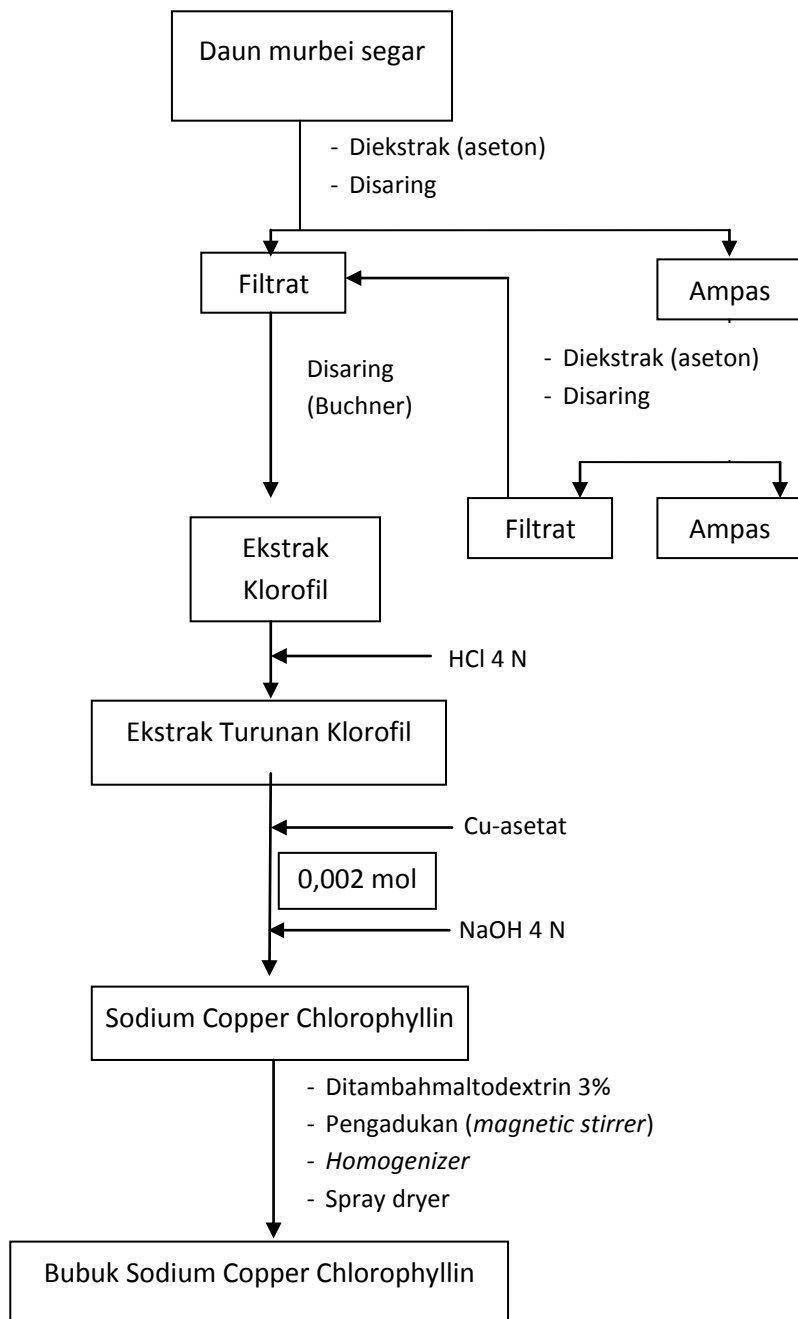 Daun murbei segar
- Diekstrak (aseton)
- Disaring
Filtrat
Ampas
Disaring
(Buchner)
- Diekstrak (aseton)
- Disaring
Filtrat
Ampas
Ekstrak
Klorofil
HCl 4 N
Ekstrak Turunan Klorofil
Cu-asetat
0,002 mol
NaOH 4 N
Sodium Copper Chlorophyllin
- Ditambahmaltodextrin 3%
- Pengadukan (magnetic stirrer)
- Homogenizer
- Spray dryer
Bubuk Sodium Copper Chlorophyllin